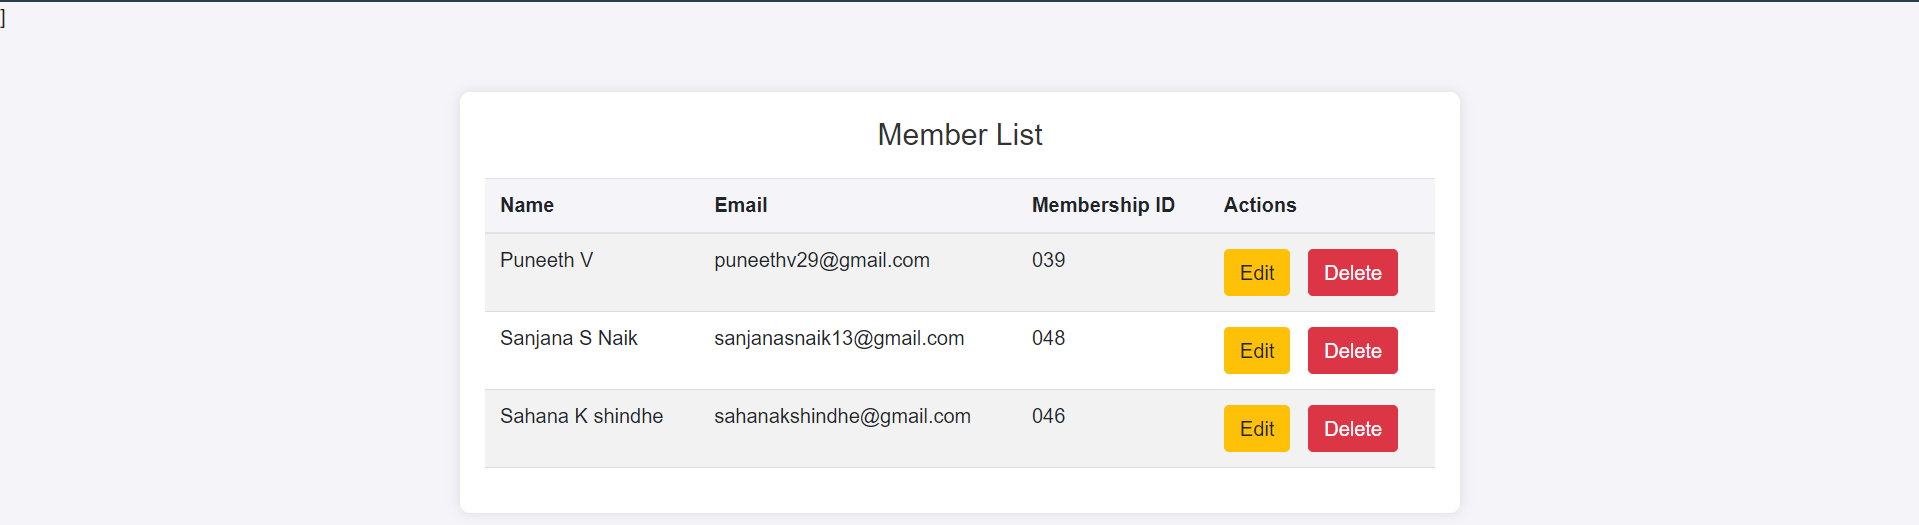 ]
Member List
Name Email Membership ID Actions
Puneeth V puneethv29@gmail.com 039 Edit Delete
Sanjana S Naik sanjanasnaik13@gmail.com 048 Edit Delete
Sahana K shindhe sahanakshindhe@gmail.com 046 Edit Delete